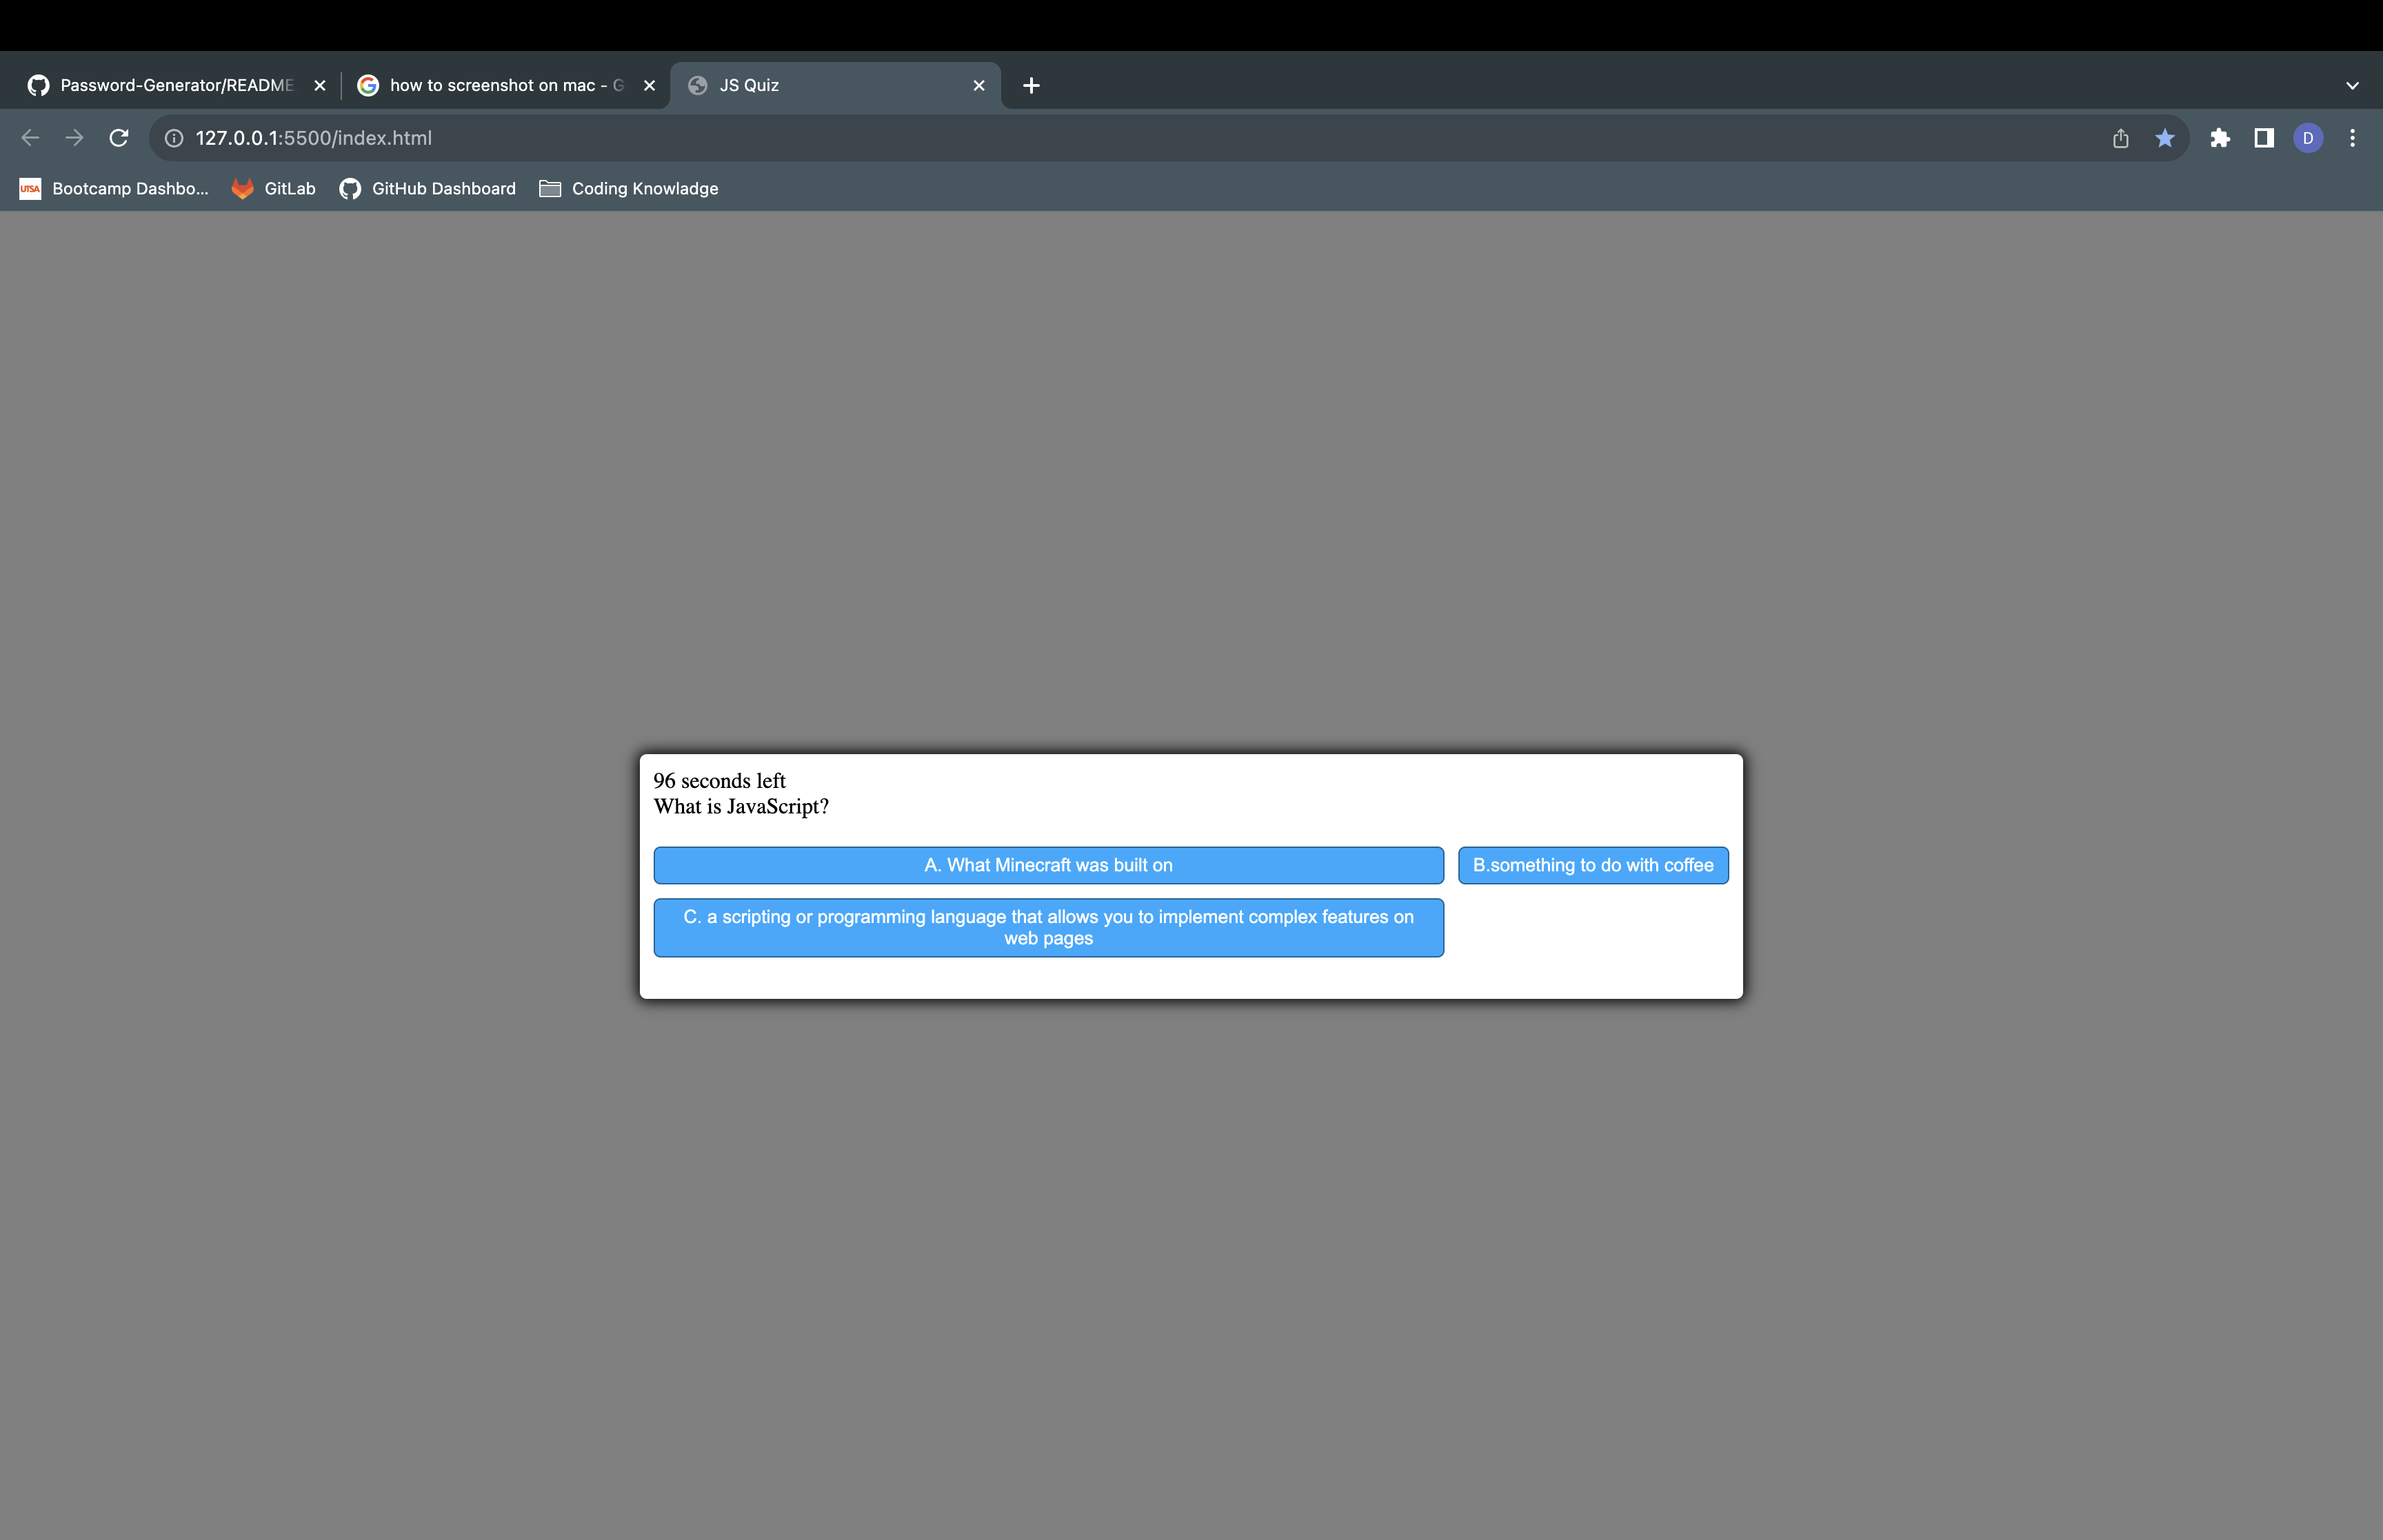 Password-Generator/README
how to screenshot on mac - G
JS Quiz
127.0.0.1:5500/index.html
D
UTSA
Bootcamp Dashbo...
GitLab
GitHub Dashboard
Coding Knowladge
96 seconds left
What is JavaScript?
A. What Minecraft was built on
B.something to do with coffee
C. a scripting or programming language that allows you to implement complex features on
web pages